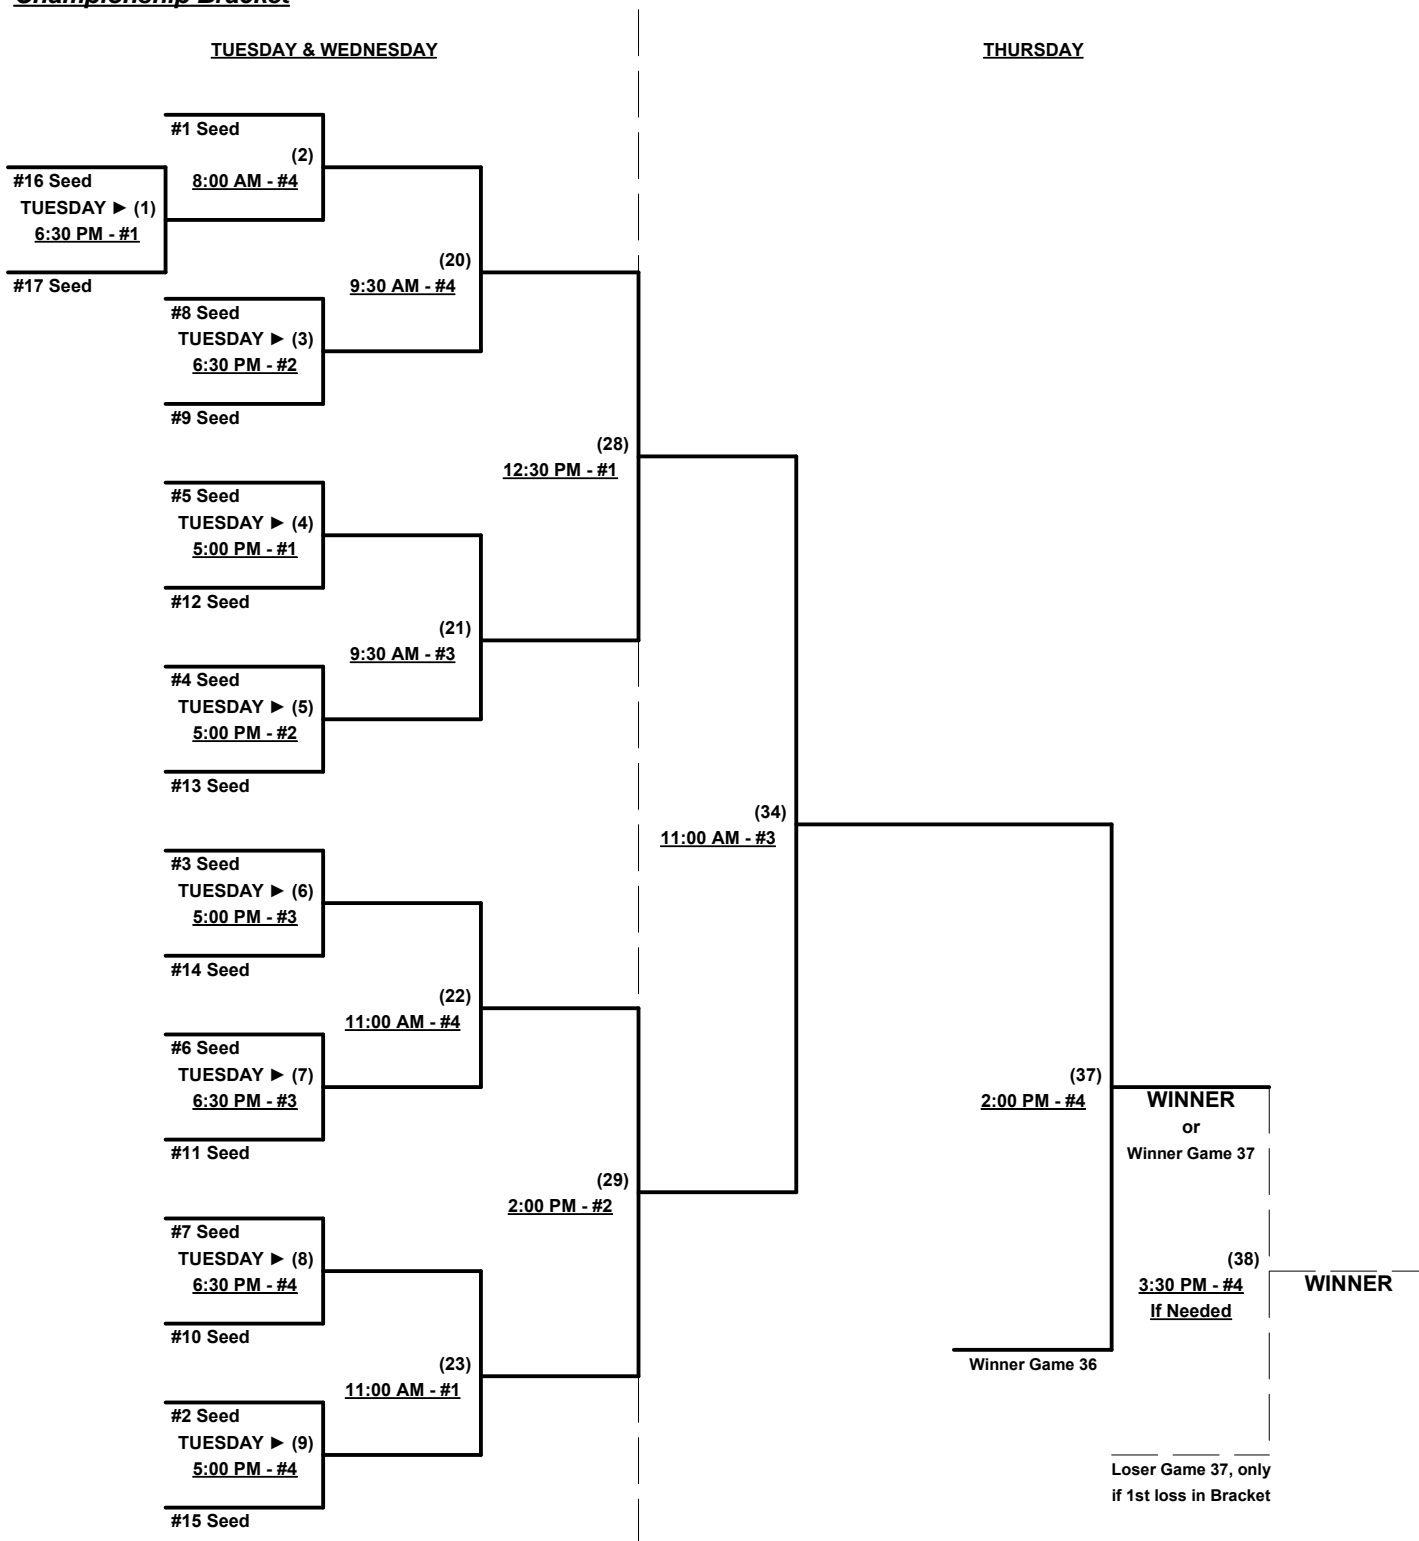 Championship Bracket
TUESDAY & WEDNESDAY
THURSDAY
#1 Seed
(2)
8:00 AM - #4
#16 Seed
TUESDAY ► (1)
6:30 PM - #1
#17 Seed
(20)
9:30 AM - #4
#8 Seed
TUESDAY ► (3)
6:30 PM - #2
#9 Seed
(28)
12:30 PM - #1
#5 Seed
TUESDAY ► (4)
5:00 PM - #1
#12 Seed
(21)
9:30 AM - #3
#4 Seed
TUESDAY ► (5)
5:00 PM - #2
#13 Seed
(34)
11:00 AM - #3
#3 Seed
TUESDAY ► (6)
5:00 PM - #3
#14 Seed
(22)
11:00 AM - #4
#6 Seed
TUESDAY ► (7)
6:30 PM - #3
#11 Seed
(37)
2:00 PM - #4
WINNER
or
Winner Game 37
(29)
2:00 PM - #2
#7 Seed
TUESDAY ► (8)
6:30 PM - #4
#10 Seed
(38)
3:30 PM - #4
If Needed
WINNER
Winner Game 36
(23)
11:00 AM - #1
#2 Seed
TUESDAY ► (9)
5:00 PM - #4
#15 Seed
Loser Game 37, only
if 1st loss in Bracket